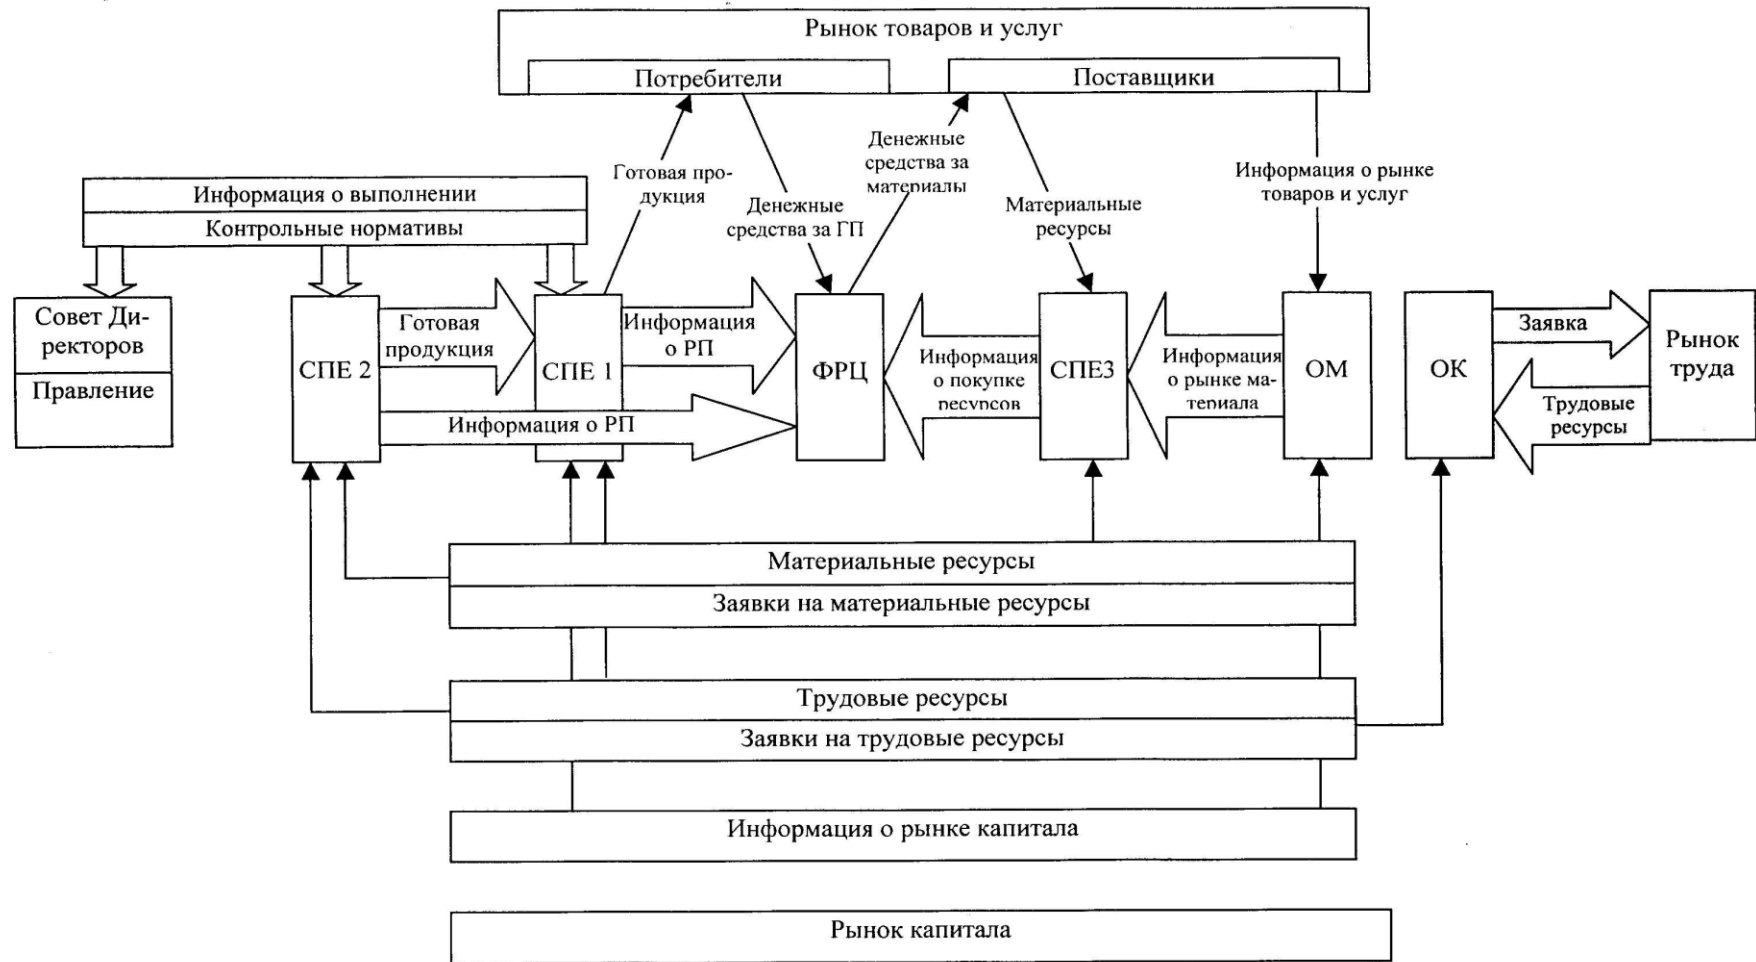 Рынок товаров и услуг
Потребители
Поставщики
Готовая про-
дукция
Денежные
средства за ГП
Денежные
средства за
материалы
Материальные
ресурсы
Информация о рынке
товаров и услуг
Информация о выполнении
Контрольные нормативы
Совет Ди-
ректоров
Правление
СПЕ 2
Готовая
продукция
СПЕ 1
Информация
о РП
Информация о РП
ФРЦ
Информация
о покупке
ресурсов
СПЕ3
Информация
о рынке ма-
териала
ОМ
ОК
Заявка
Трудовые
ресурсы
Рынок
труда
Материальные ресурсы
Заявки на материальные ресурсы
Трудовые ресурсы
Заявки на трудовые ресурсы
Информация о рынке капитала
Рынок капитала